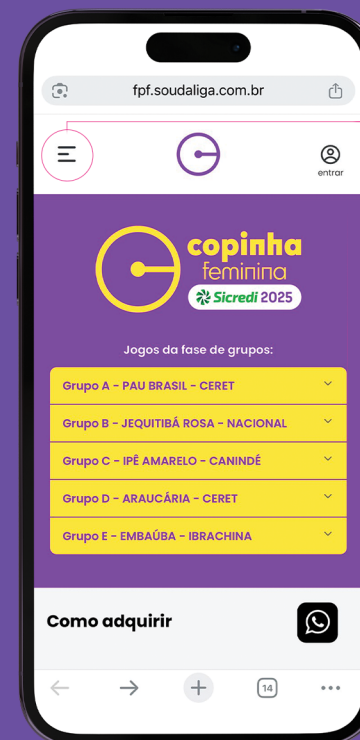 fpf.soudaliga.com.br
entrar
copinha
feminina
Sicredi 2025
Jogos da fase de grupos:
Grupo A - PAU BRASIL - CERET
Grupo B - JEQUITIBÁ ROSA - NACIONAL
Grupo C - IPÊ AMARELO - CANINDÉ
Grupo D - ARAUCÁRIA - CERET
Grupo E - EMBAÚBA - IBRACHINA
Como adquirir
14